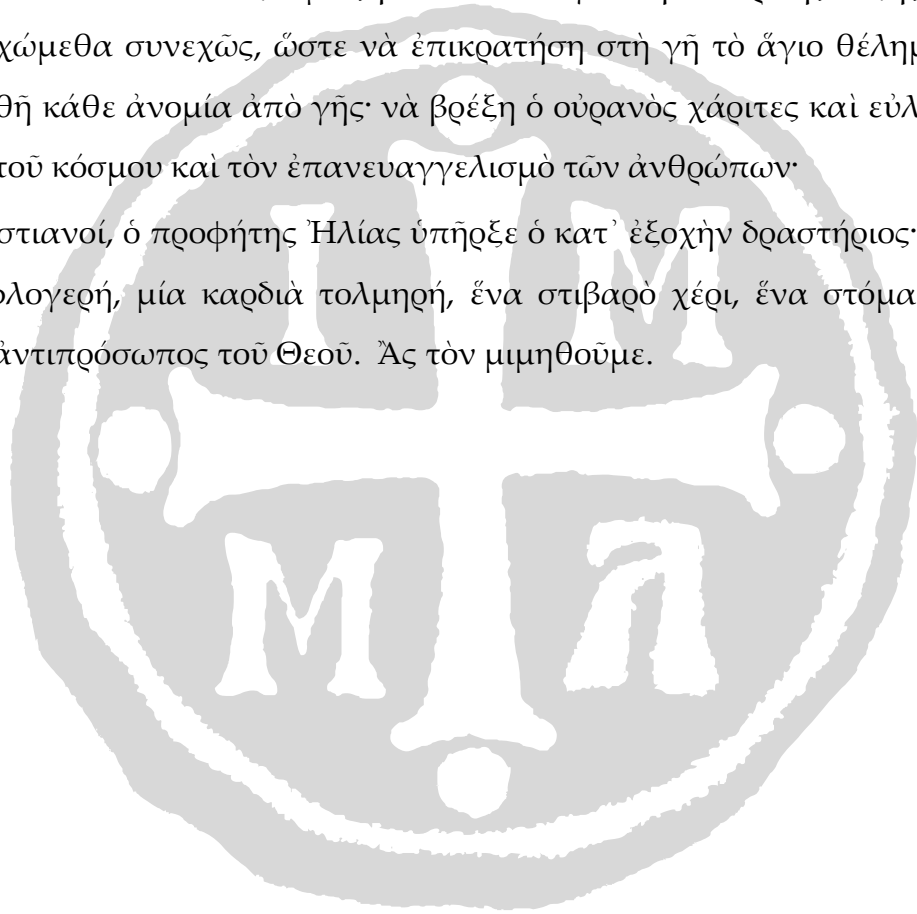 χώμεθα συνεχῶς, ὥστε νὰ ἐπικρατήση στὴ γῆ τὸ ἅγιο θέλημ
θῆ κάθε ἀνομία ἀπὸ γῆς· νὰ βρέξη ὁ οὐρανὸς χάριτες καὶ εὐλ
τοῦ κόσμου καὶ τὸν ἐπανευαγγελισμὸ τῶν ἀνθρώπων·
στιανοί, ὁ προφήτης Ἠλίας ὑπῆρξε ὁ κατ᾽ ἐξοχὴν δραστήριος·
ολογερή, μία καρδιὰ τολμηρή, ἕνα στιβαρὸ χέρι, ἕνα στόμα
ἀντιπρόσωπος τοῦ Θεοῦ. Ἂς τὸν μιμηθοῦμε.
Ι Μ
Μ Λ